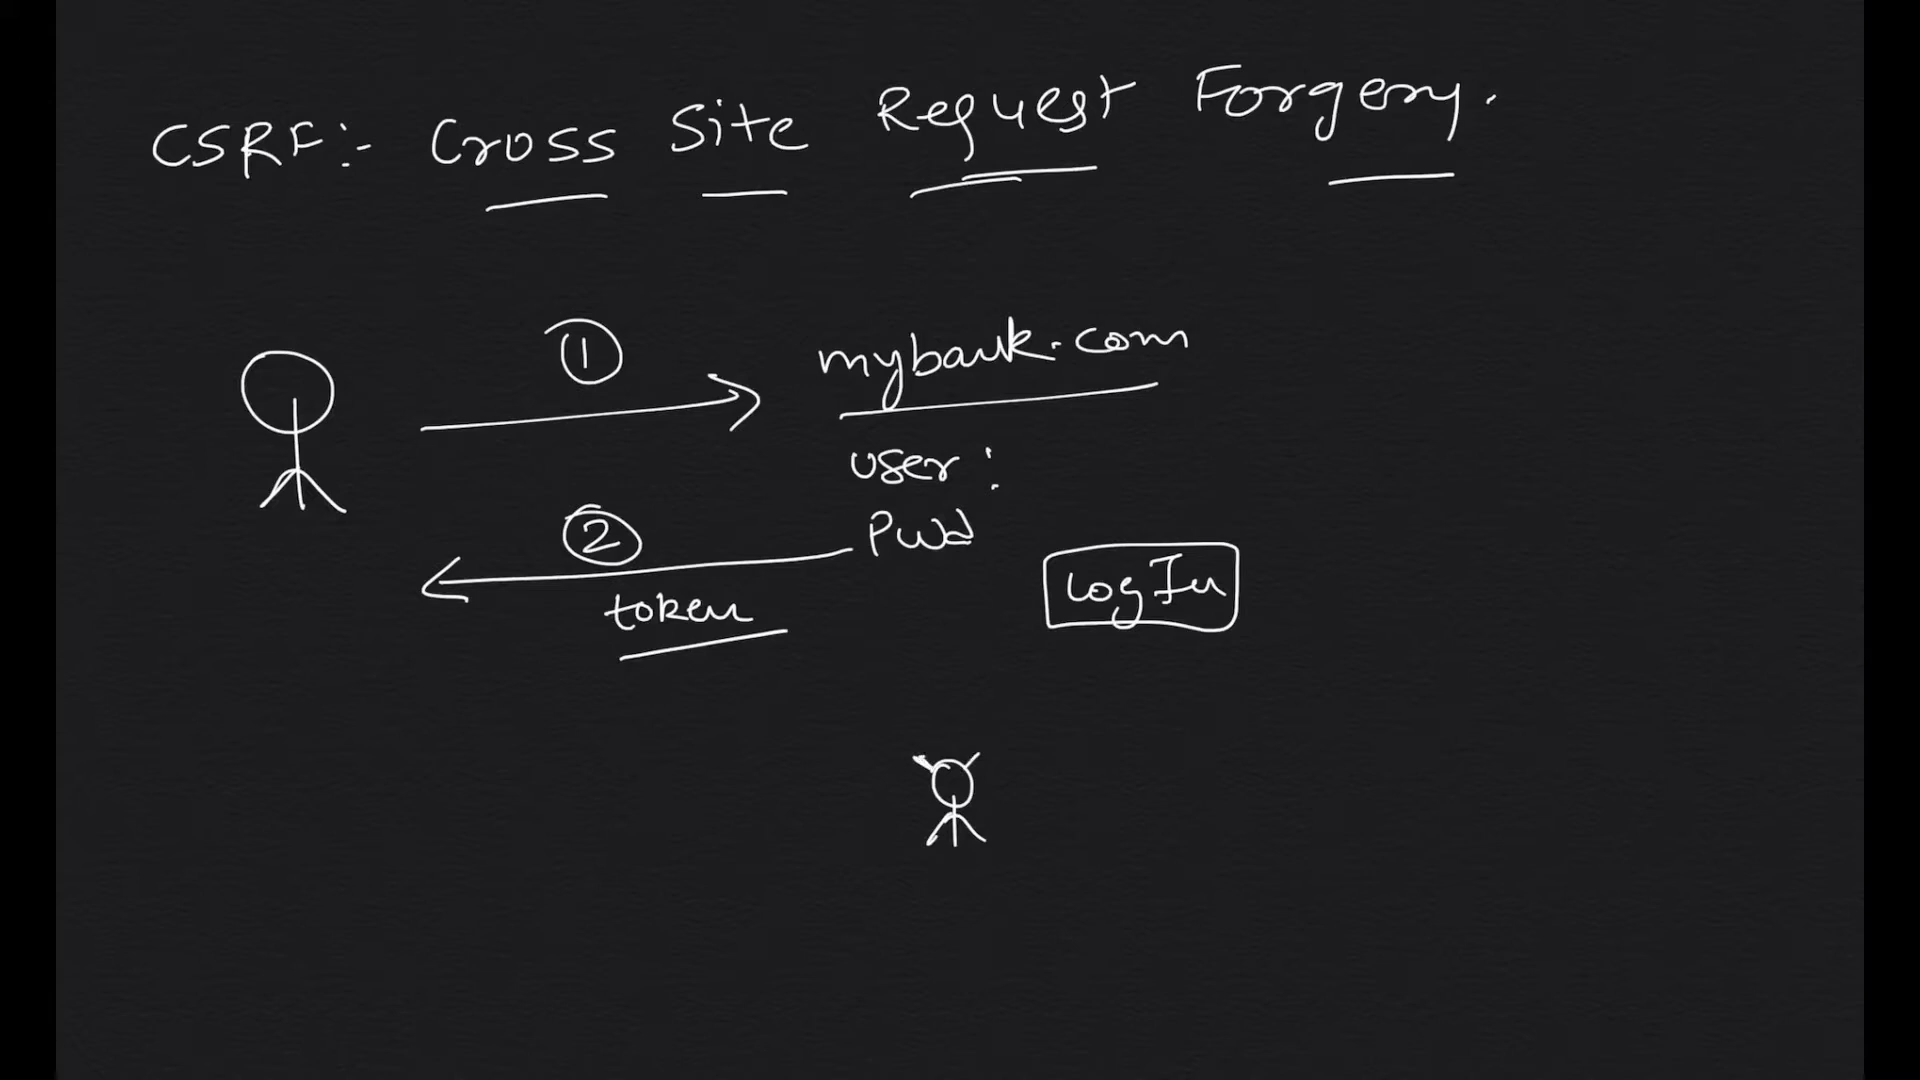 CSRF:- Cross Site Request Forgery.
1
mybank.com
user:
2
Pwd
token
LogIn